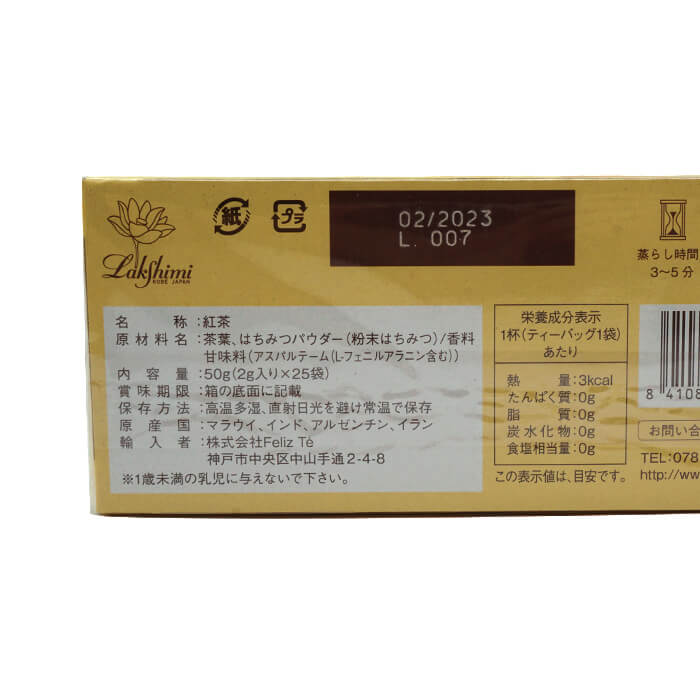 紙
プラ
02/2023
L. 007
Lakshimi
KOBE JAPAN
蒸らし時間
3～5分
名称:紅茶
原材料名:茶葉、はちみつパウダー(粉末はちみつ)/香料
甘味料(アスパルテーム(L-フェニルアラニン含む))
内容量:50g(2g入り×25袋)
賞味期限:箱の底面に記載
保存方法:高温多湿、直射日光を避け常温で保存
原産国:マラウイ、インド、アルゼンチン、イラン
輸入者:株式会社Feliz Té
神戸市中央区中山手通2-4-8
※1歳未満の乳児に与えないで下さい。
栄養成分表示
1杯(ティーバッグ1袋)
あたり
熱量:3kcal
たんぱく質:0g
脂質:0g
炭水化物:0g
食塩相当量:0g
この表示値は、目安です。
8 4108
お問い合
TEL:078
http://www